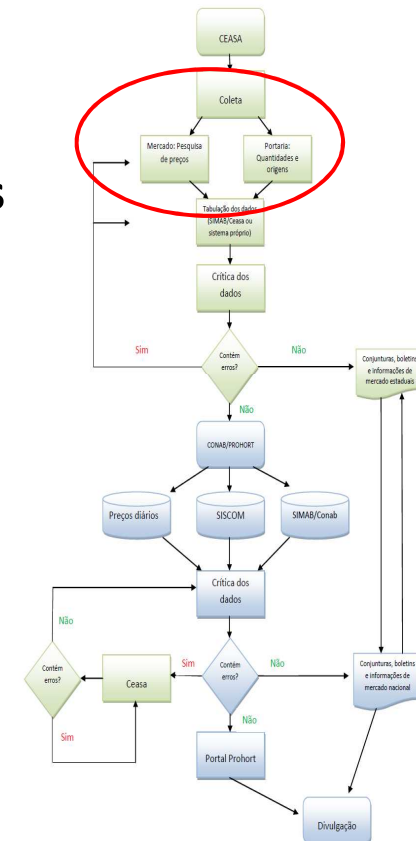 CEASA
Coleta
Mercado: Pesquisa
de preços
Portaria:
Quantidades e
origens
s
Tabulação dos dados
(SIMAB/Ceasa ou
sistema próprio)
Crítica dos
dados
Sim
Contém
erros?
Não
Conjunturas, boletins
e informações de
mercado estaduais
Não
CONAB/PROHORT
Preços diários
SISCOM
SIMAB/Conab
Crítica dos
dados
Não
Contém
erros?
Ceasa
Sim
Contém
erros?
Não
Conjunturas, boletins
e informações de
mercado nacional
Sim
Não
Portal Prohort
Divulgação